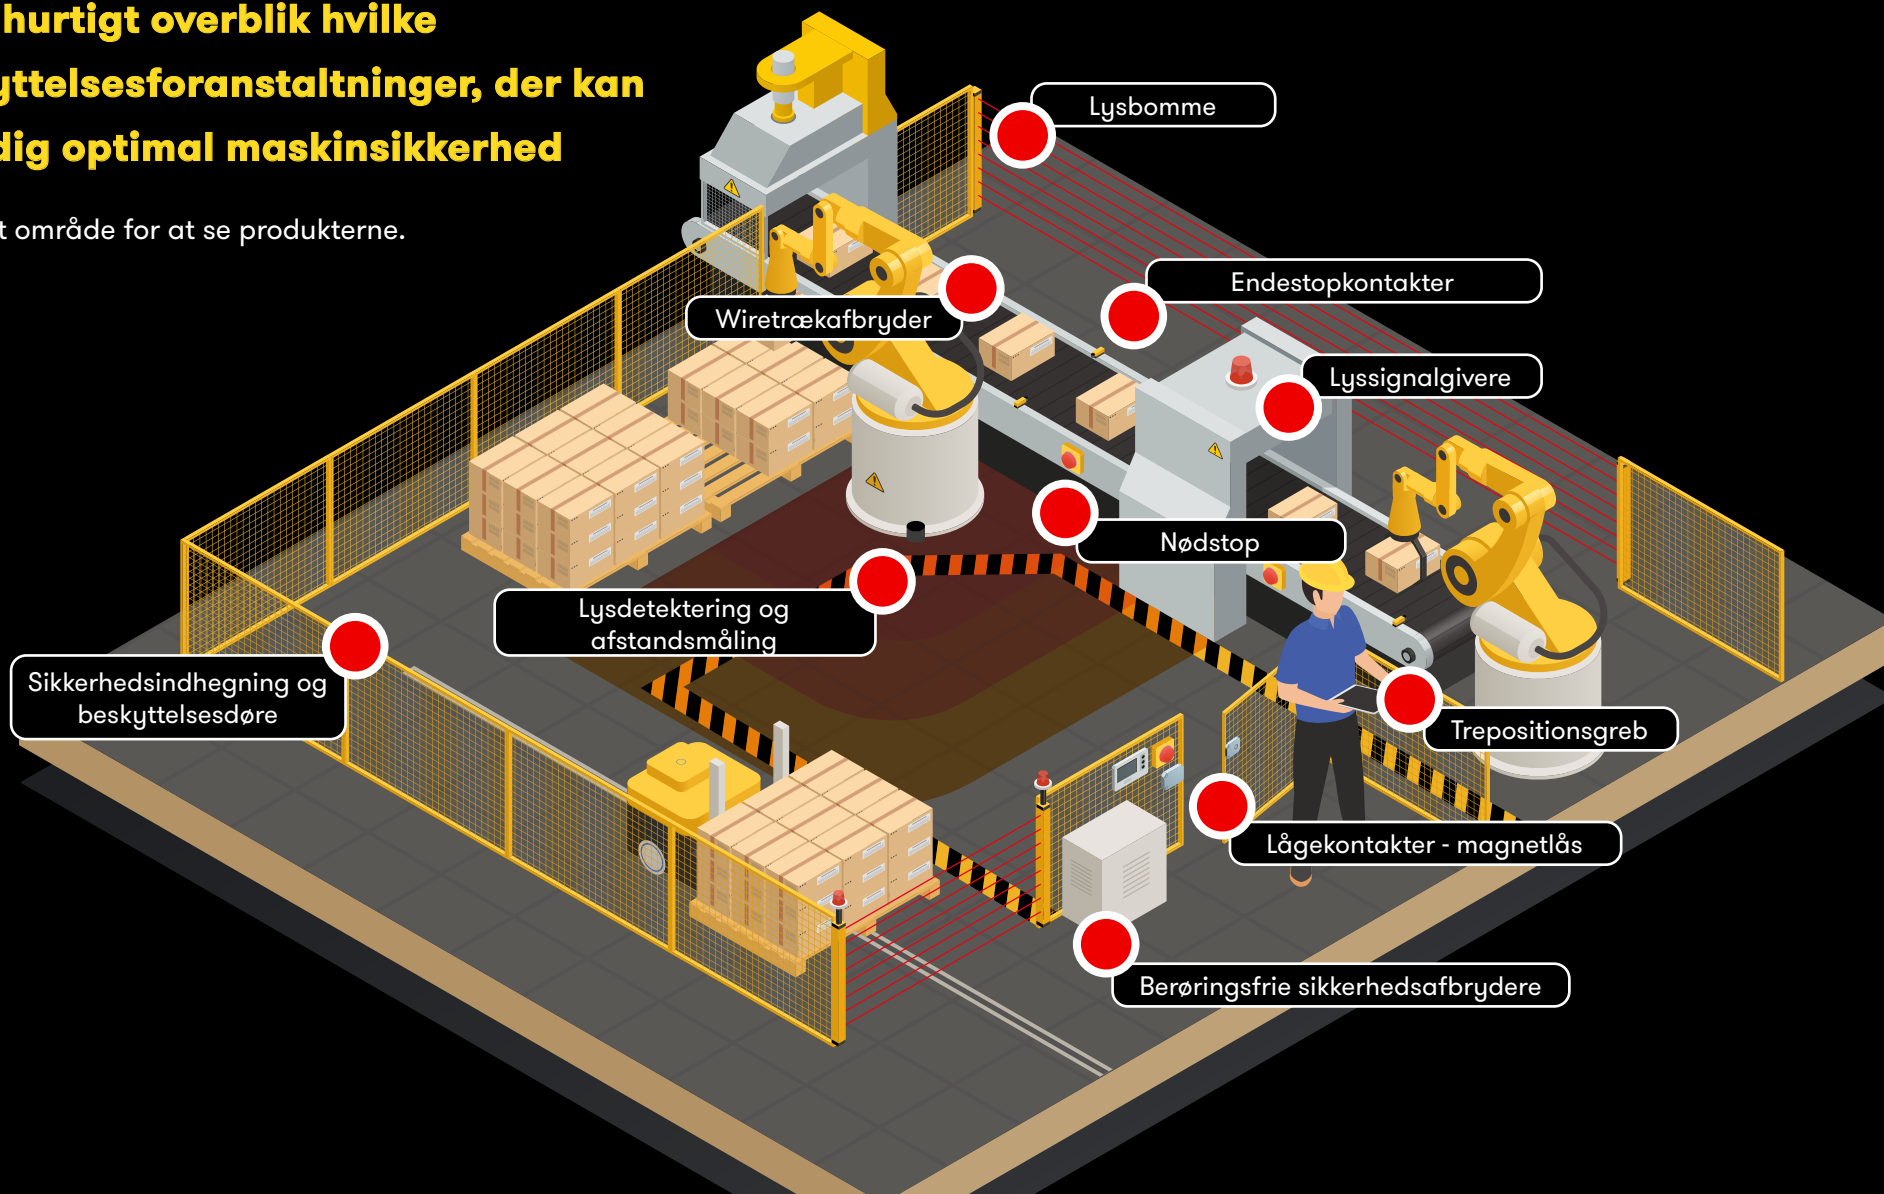 hurtigt overblik hvilke
yttelsesforanstaltninger, der kan
dig optimal maskinsikkerhed
t område for at se produkterne.
Lysbomme
Endestopkontakter
Wiretrækafbryder
Lyssignalgivere
Nødstop
Lysdetektering og
afstandsmåling
Sikkerhedsindhegning og
beskyttelsesdøre
Trepositionsgreb
Lågekontakter - magnetlås
Berøringsfrie sikkerhedsafbrydere